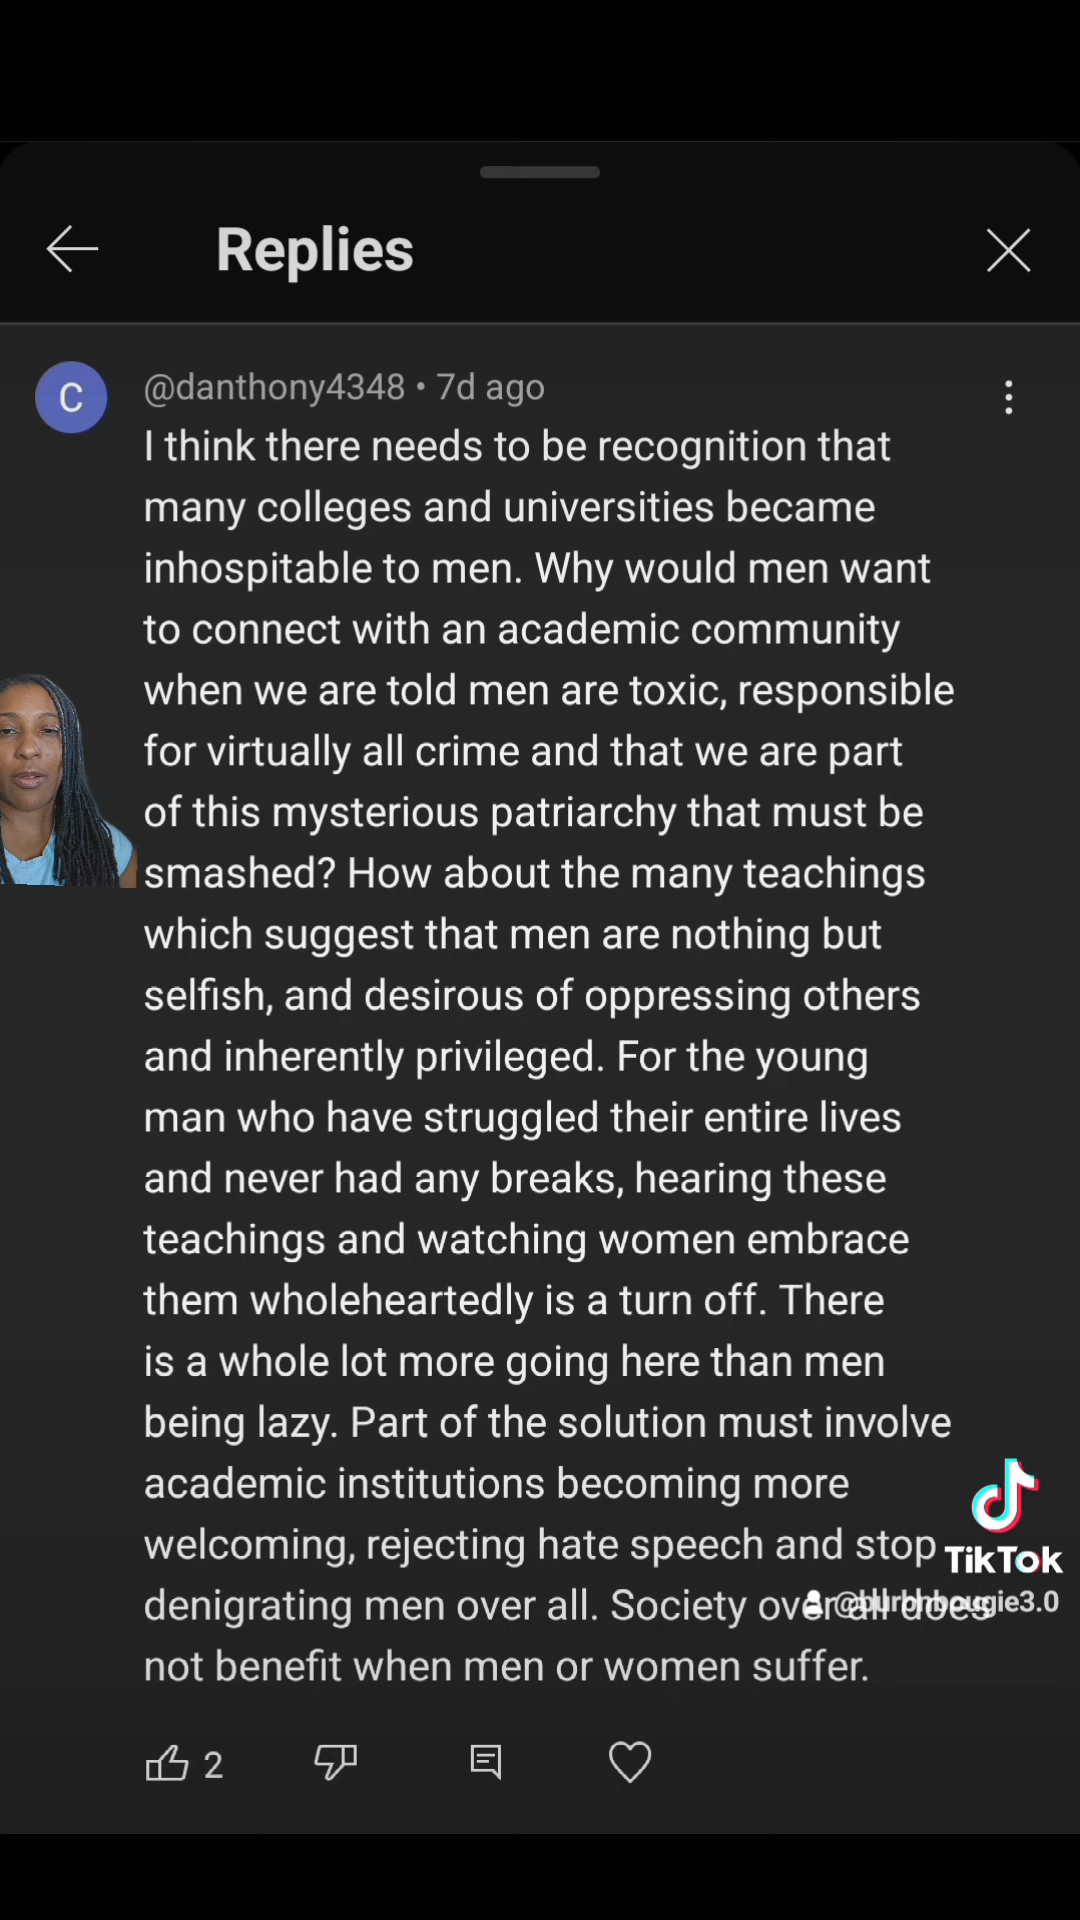 Replies
C
@danthony4348 • 7d ago
I think there needs to be recognition that
many colleges and universities became
inhospitable to men. Why would men want
to connect with an academic community
when we are told men are toxic, responsible
for virtually all crime and that we are part
of this mysterious patriarchy that must be
smashed? How about the many teachings
which suggest that men are nothing but
selfish, and desirous of oppressing others
and inherently privileged. For the young
man who have struggled their entire lives
and never had any breaks, hearing these
teachings and watching women embrace
them wholeheartedly is a turn off. There
is a whole lot more going here than men
being lazy. Part of the solution must involve
academic institutions becoming more
welcoming, rejecting hate speech and stop
TikTok
denigrating men over all. Society over all does
not benefit when men or women suffer.
2